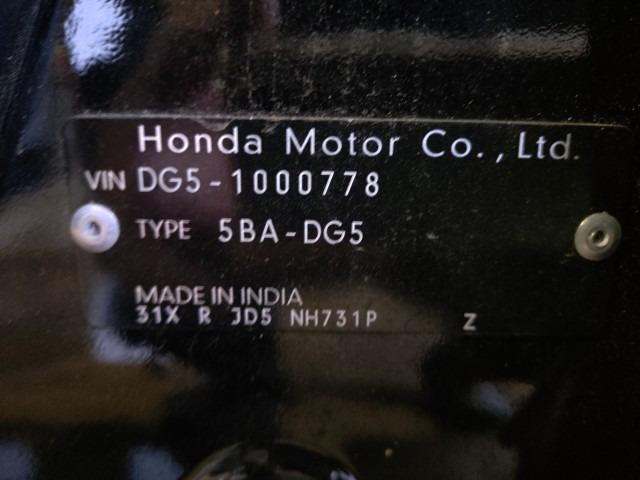 Honda Motor Co., Ltd.
VIN DG5-1000778
TYPE 5BA-DG5
MADE IN INDIA
31X R JD5 NH731P Z